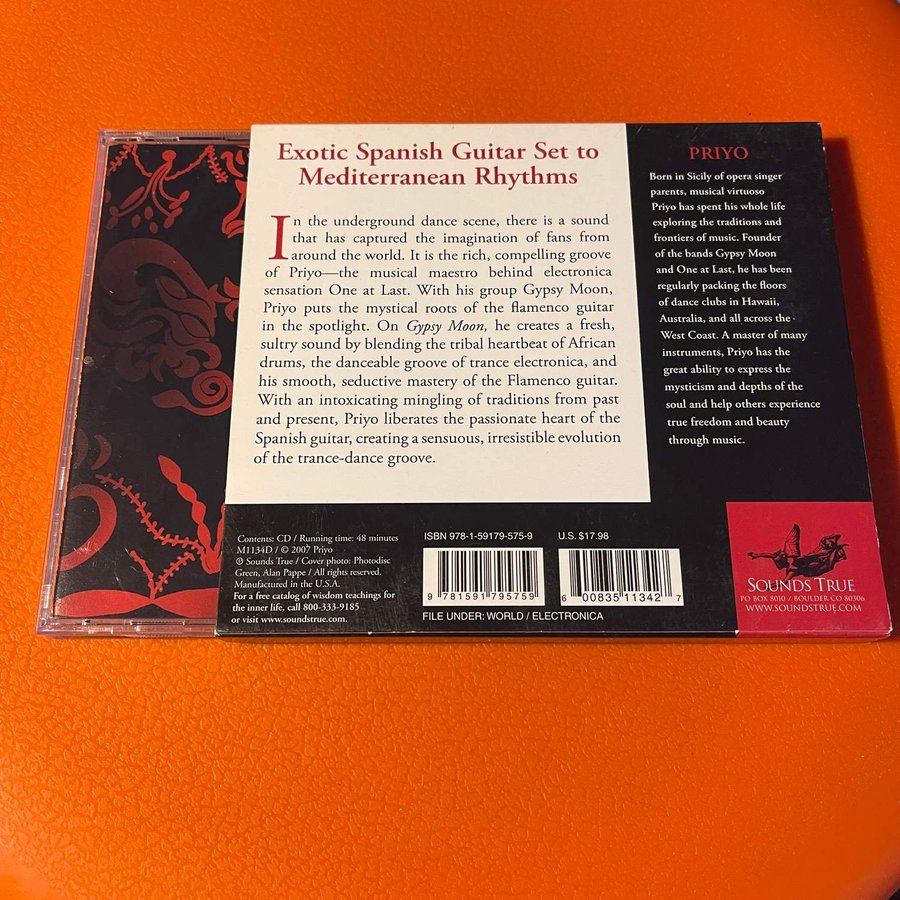 Exotic Spanish Guitar Set to
Mediterranean Rhythms
In the underground dance scene, there is a sound
that has captured the imagination of fans from
around the world. It is the rich, compelling groove
of Priyo—the musical maestro behind electronica
sensation One at Last. With his group Gypsy Moon,
Priyo puts the mystical roots of the flamenco guitar
in the spotlight. On Gypsy Moon, he creates a fresh,
sultry sound by blending the tribal heartbeat of African
drums, the danceable groove of trance electronica, and
his smooth, seductive mastery of the Flamenco guitar.
With an intoxicating mingling of traditions from past
and present, Priyo liberates the passionate heart of the
Spanish guitar, creating a sensuous, irresistible evolution
of the trance-dance groove.
PRIYO
Born in Sicily of opera singer
parents, musical virtuoso
Priyo has spent his whole life
exploring the traditions and
frontiers of music. Founder
of the bands Gypsy Moon
and One at Last, he has been
regularly packing the floors
of dance clubs in Hawaii,
Australia, and all across the
West Coast. A master of many
instruments, Priyo has the
great ability to express the
mysticism and depths of the
soul and help others experience
true freedom and beauty
through music.
Contents: CD / Running time: 48 minutes
M1134D / © 2007 Priyo
℗ Sounds True / Cover photo: Photodisc
Green, Alan Pappe / All rights reserved.
Manufactured in the U.S.A.
For a free catalog of wisdom teachings for
the inner life, call 800-333-9185
or visit www.soundstrue.com.
ISBN 978-1-59179-575-9
9 781591 795759
U.S. $17.98
6 00835 11342 7
FILE UNDER: WORLD / ELECTRONICA
SOUNDS TRUE
PO BOX 8010 / BOULDER CO 80306
WWW.SOUNDSTRUE.COM